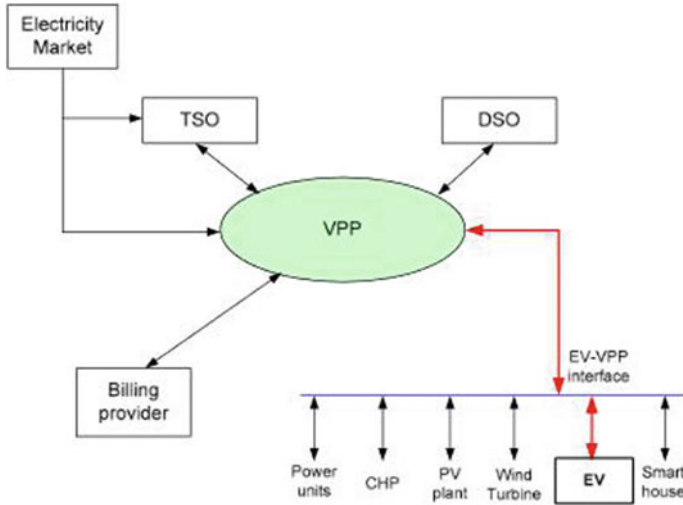 Electricity
Market
TSO
DSO
VPP
Billing
provider
EV-VPP
interface
Power
units
CHP
PV
plant
Wind
Turbine
EV
Smart
house